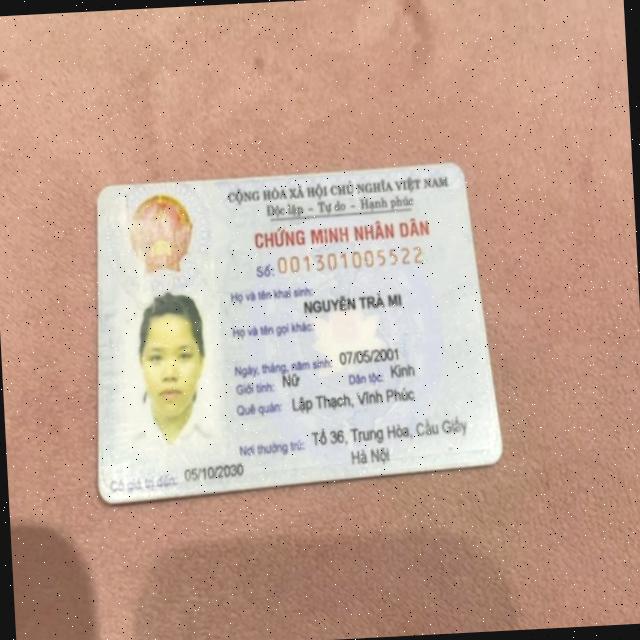 CỘNG HÒA XÃ HỘI CHỦ NGHĨA VIỆT NAM
Độc lập - Tự do - Hạnh phúc
CHỨNG MINH NHÂN DÂN
Số: 001301005522
Họ và tên khai sinh:
NGUYỄN TRÀ MI
Họ và tên gọi khác:
Ngày, tháng, năm sinh: 07/05/2001
Giới tính: Nữ Dân tộc: Kinh
Quê quán: Lập Thạch, Vĩnh Phúc
Nơi thường trú: Tổ 36, Trung Hòa, Cầu Giấy
Hà Nội
Có giá trị đến: 05/10/2030